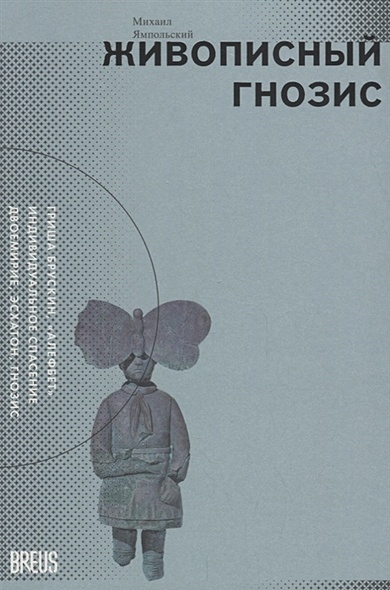 Михаил
Ямпольский
ЖИВОПИСНЫЙ
ГНОЗИС
ГРИША БРУСКИН. «АЛЕФБЕТ»
ИНДИВИДУАЛЬНОЕ СПАСЕНИЕ
ДВОЕМИРИЕ. ЭСХАТОН. ГНОЗИС
BREUS